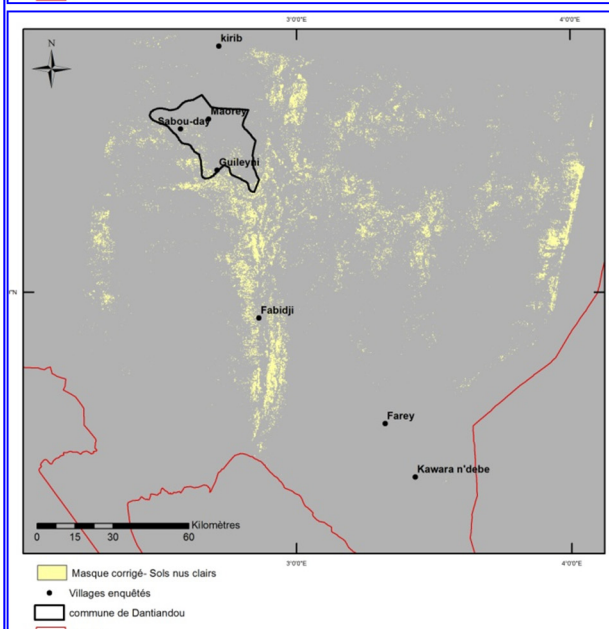 3°0'0"E 4°0'0"E
N
kirib
Maorey
Sabou-day
Guileyni
°N
Fabidji
Farey
Kawara n'debe
Kilomètres
0 15 30 60
3°0'0"E 4°0'0"E
Masque corrigé- Sols nus clairs
Villages enquêtés
commune de Dantiandou